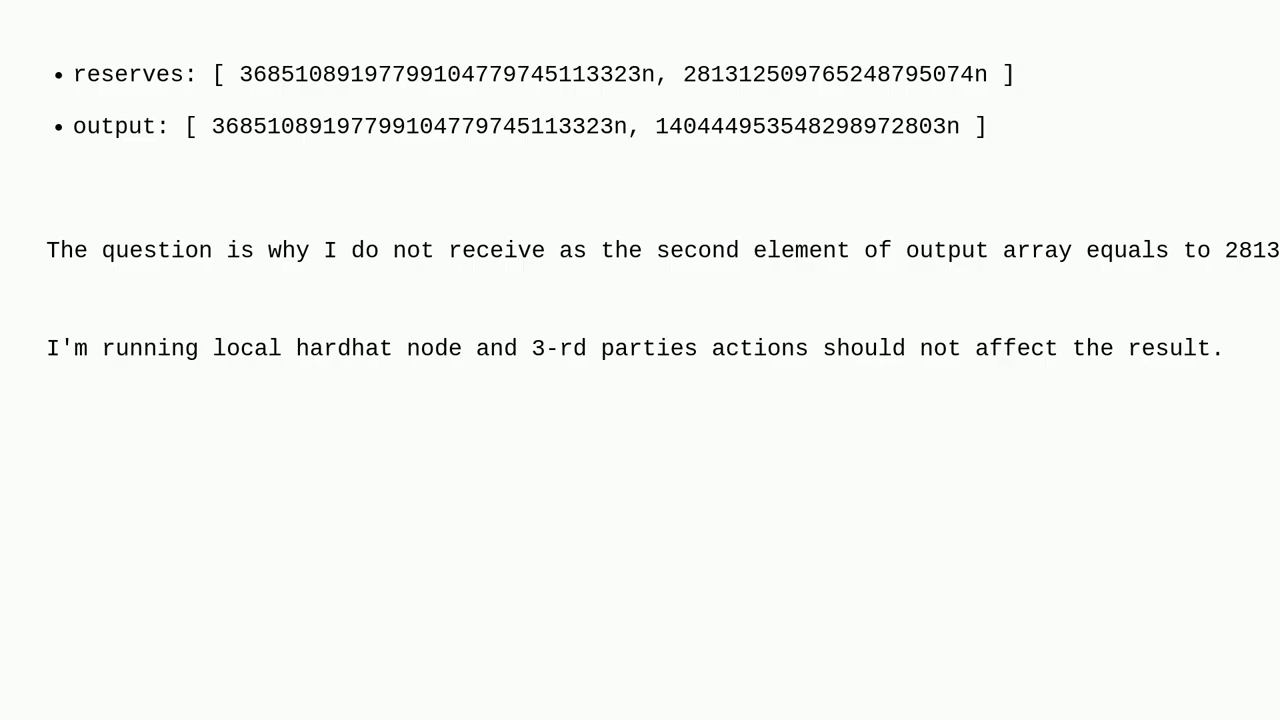 • reserves: [ 36851089197799104779745113323n, 281312509765248795074n ]
• output: [ 36851089197799104779745113323n, 140444953548298972803n ]
The question is why I do not receive as the second element of output array equals to 2813
I'm running local hardhat node and 3-rd parties actions should not affect the result.